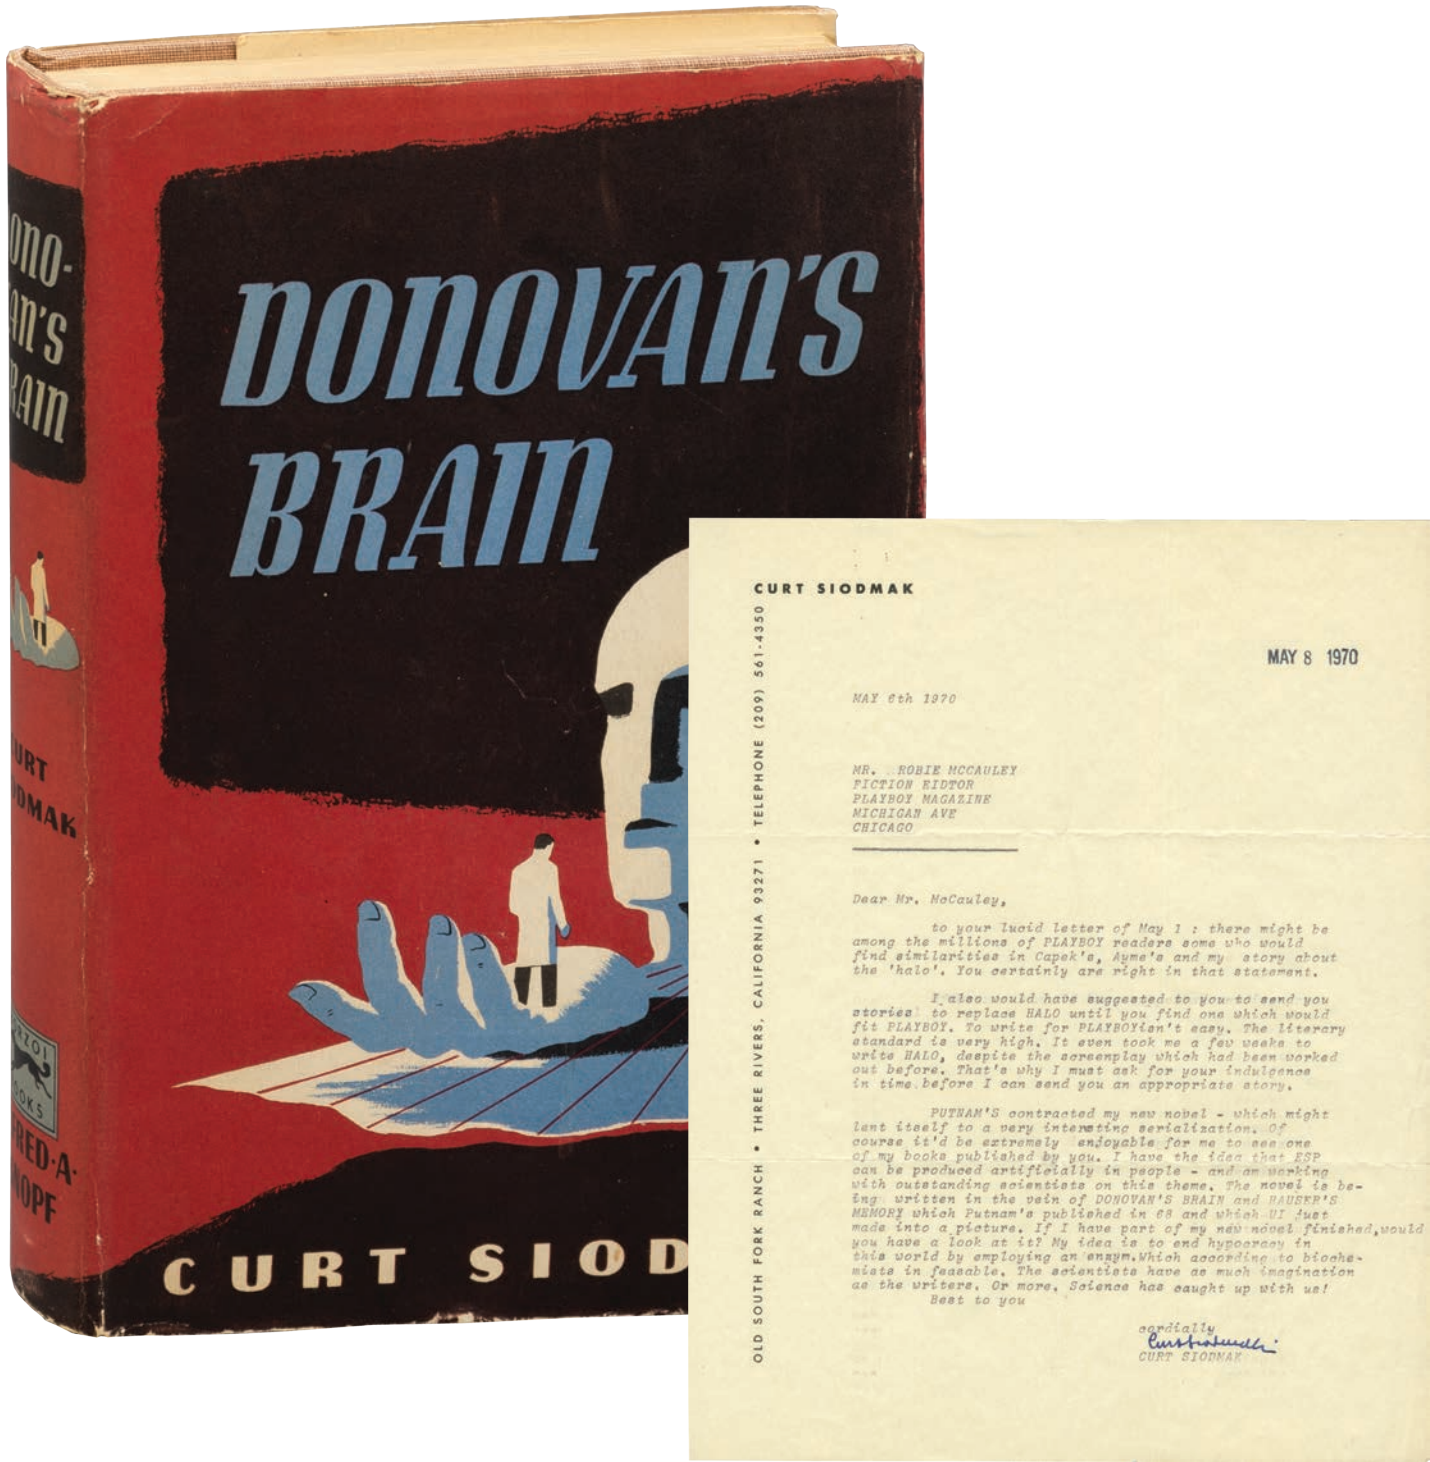 ONO-
AN'S
RAIN
URT
ODMAK
RZOI
OOKS
RED·A·
NOPF
DONOVAN'S
BRAIN
CURT SIOD
CURT SIODMAK
OLD SOUTH FORK RANCH • THREE RIVERS, CALIFORNIA 93271 • TELEPHONE (209) 561-4350
MAY 8 1970
MAY 6th 1970
MR. ROBIE MCCAULEY
FICTION EIDTOR
PLAYBOY MAGAZINE
MICHIGAN AVE
CHICAGO
Dear Mr. McCauley,
to your lucid letter of May 1 : there might be
among the millions of PLAYBOY readers some who would
find similarities in Capek's, Ayme's and my story about
the 'halo'. You certainly are right in that statement.
I also would have suggested to you to send you
stories to replace HALO until you find one which would
fit PLAYBOY. To write for PLAYBOYisn't easy. The literary
standard is very high. It even took me a few weeks to
write HALO, despite the screenplay which had been worked
out before. That's why I must ask for your indulgence
in time before I can send you an appropriate story.
PUTNAM'S contracted my new novel - which might
lent itself to a very interesting serialization. Of
course it'd be extremely enjoyable for me to see one
of my books published by you. I have the idea that ESP
can be produced artificially in people - and am working
with outstanding scientists on this theme. The novel is be-
ing written in the vein of DONOVAN'S BRAIN and HAUSER'S
MEMORY which Putnam's published in 68 and which UI just
made into a picture. If I have part of my new novel finished,would
you have a look at it? My idea is to end hypocracy in
this world by employing an enzym.Which according to bioche-
mists in feasable. The scientists have as much imagination
as the writers. Or more. Science has caught up with us!
Best to you
cordially
Curt Siodmak
CURT SIODMAK